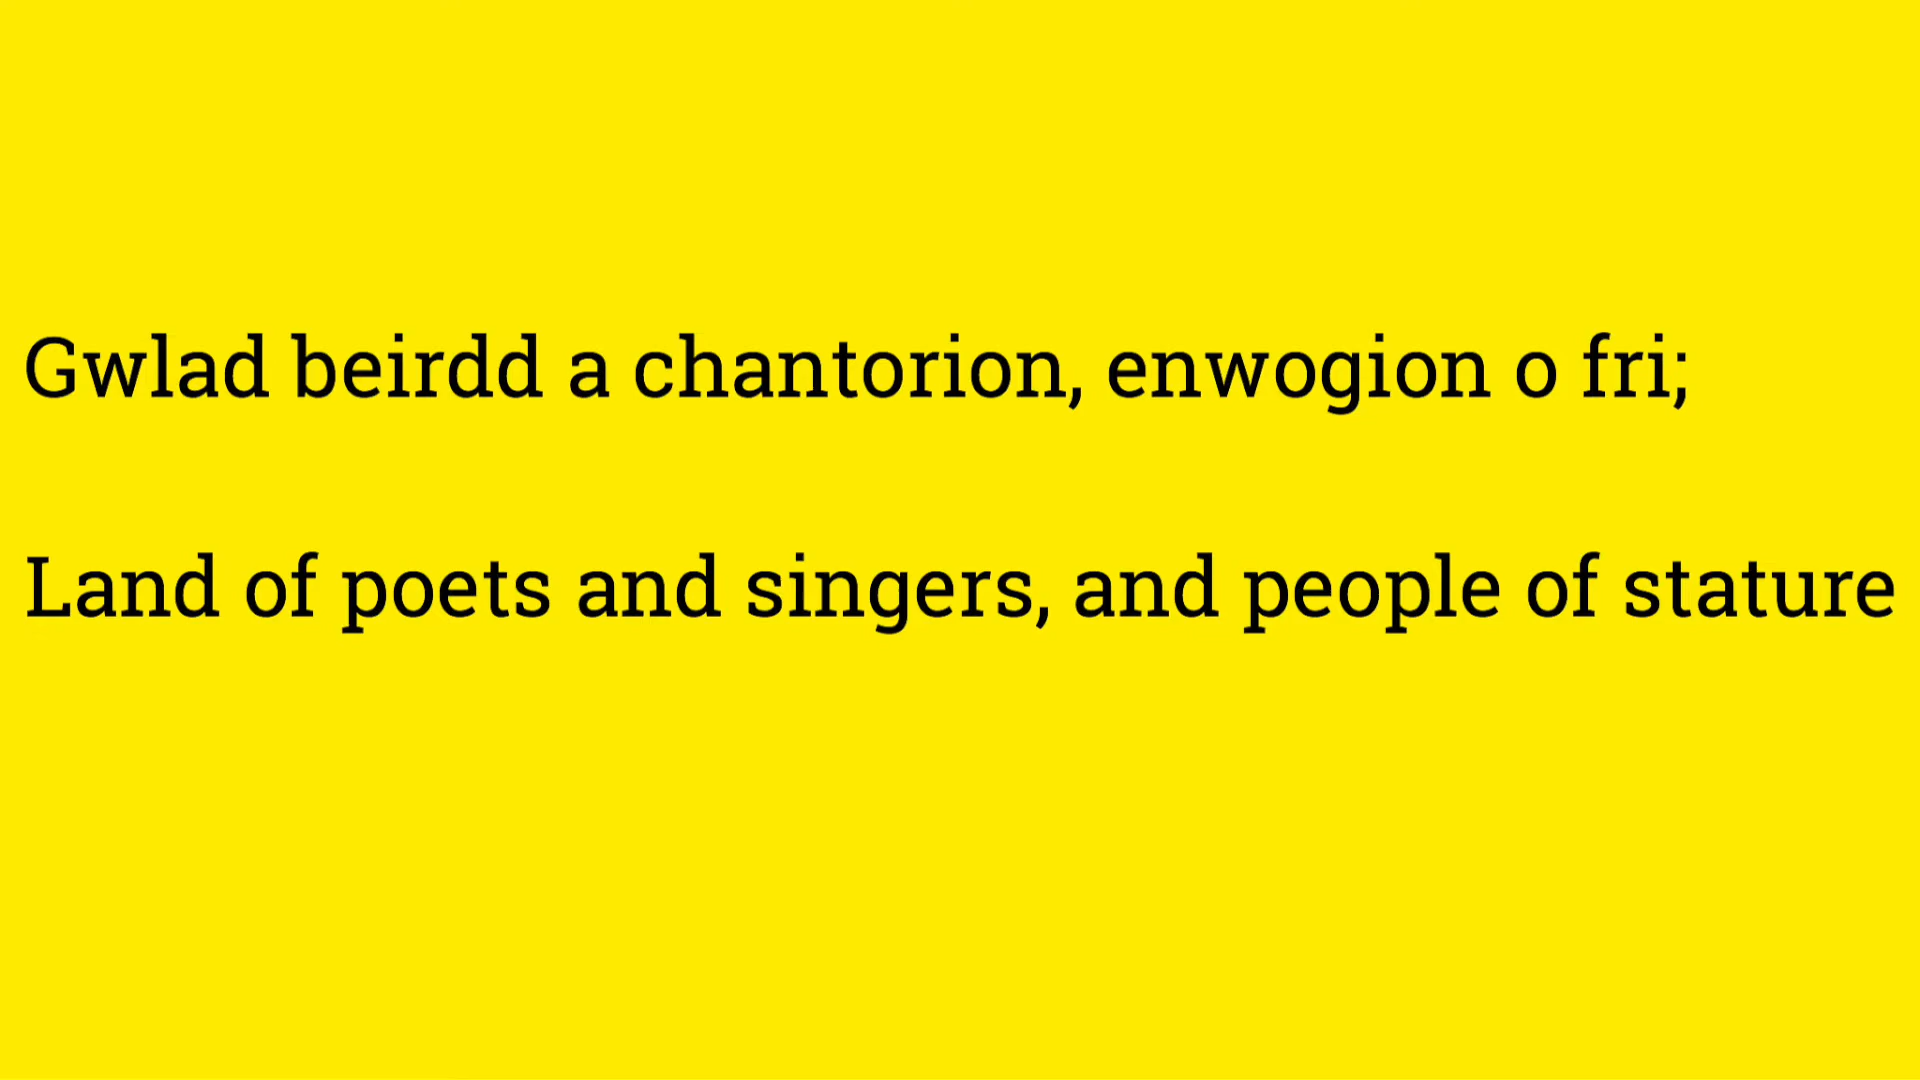 Gwlad beirdd a chantorion, enwogion o fri;
Land of poets and singers, and people of stature